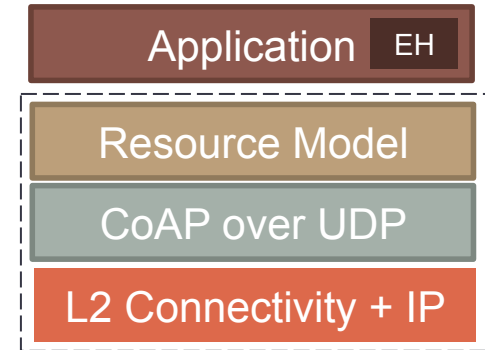 Application EH
Resource Model
CoAP over UDP
L2 Connectivity + IP